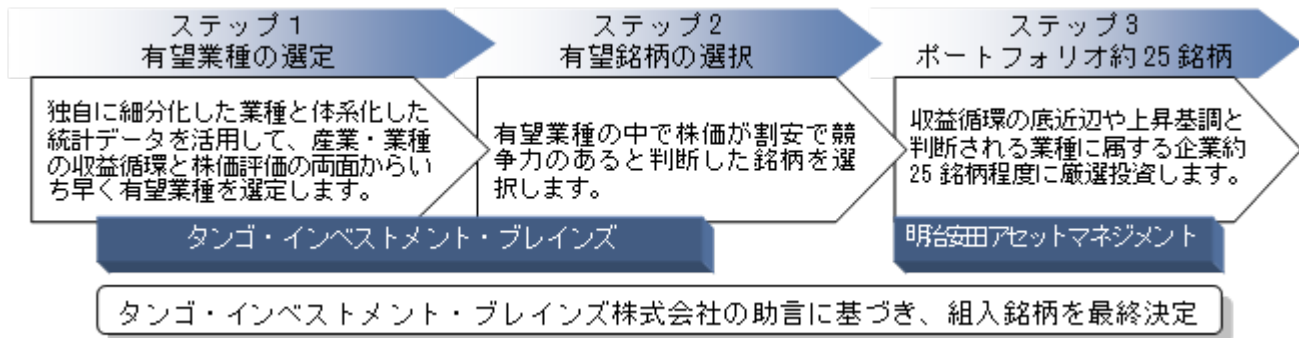 ステップ1
有望業種の選定
ステップ2
有望銘柄の選択
ステップ3
ポートフォリオ約25銘柄
独自に細分化した業種と体系化した
統計データを活用して、産業・業種
の収益循環と株価評価の両面からい
ち早く有望業種を選定します。
有望業種の中で株価が割安で競
争力のあると判断した銘柄を選
択します。
収益循環の底近辺や上昇基調と
判断される業種に属する企業約
25銘柄程度に厳選投資します。
タンゴ・インベストメント・ブレインズ
明治安田アセットマネジメント
タンゴ・インベストメント・ブレインズ株式会社の助言に基づき、組入銘柄を最終決定